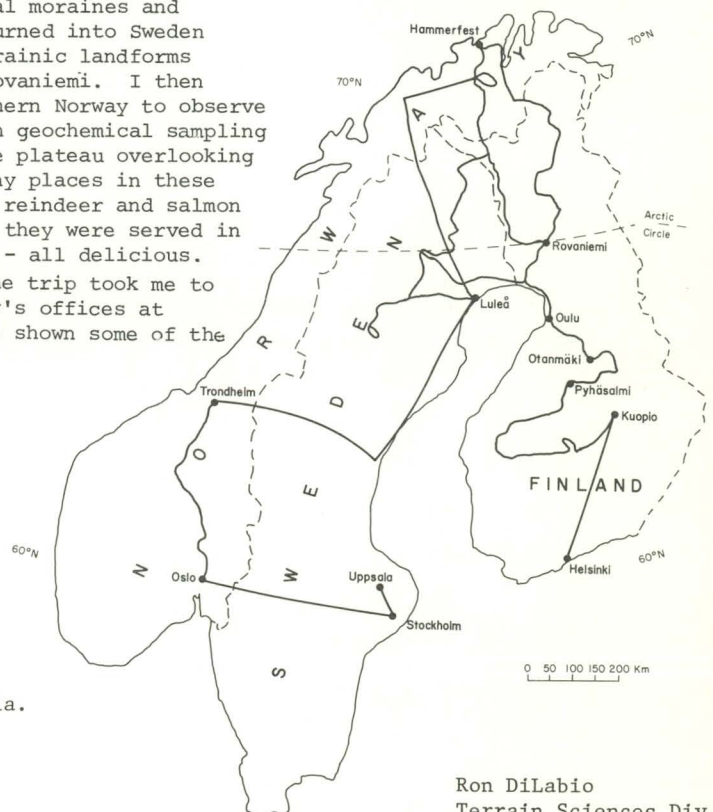 al moraines and
urned into Sweden
rainic landforms
ovaniemi. I then
hern Norway to observe
n geochemical sampling
e plateau overlooking
ny places in these
reindeer and salmon
they were served in
- all delicious.
e trip took me to
r's offices at
shown some of the
Hammerfest
70°N
70°N
Arctic
Circle
Rovaniemi
Luleå
Oulu
Otanmäki
Pyhäsalmi
Trondheim
Kuopio
FINLAND
60°N
60°N
Oslo
Uppsala
Helsinki
Stockholm
NORWAY
SWEDEN
0 50 100 150 200 Km
a.
Ron DiLabio
Terrain Sciences Div